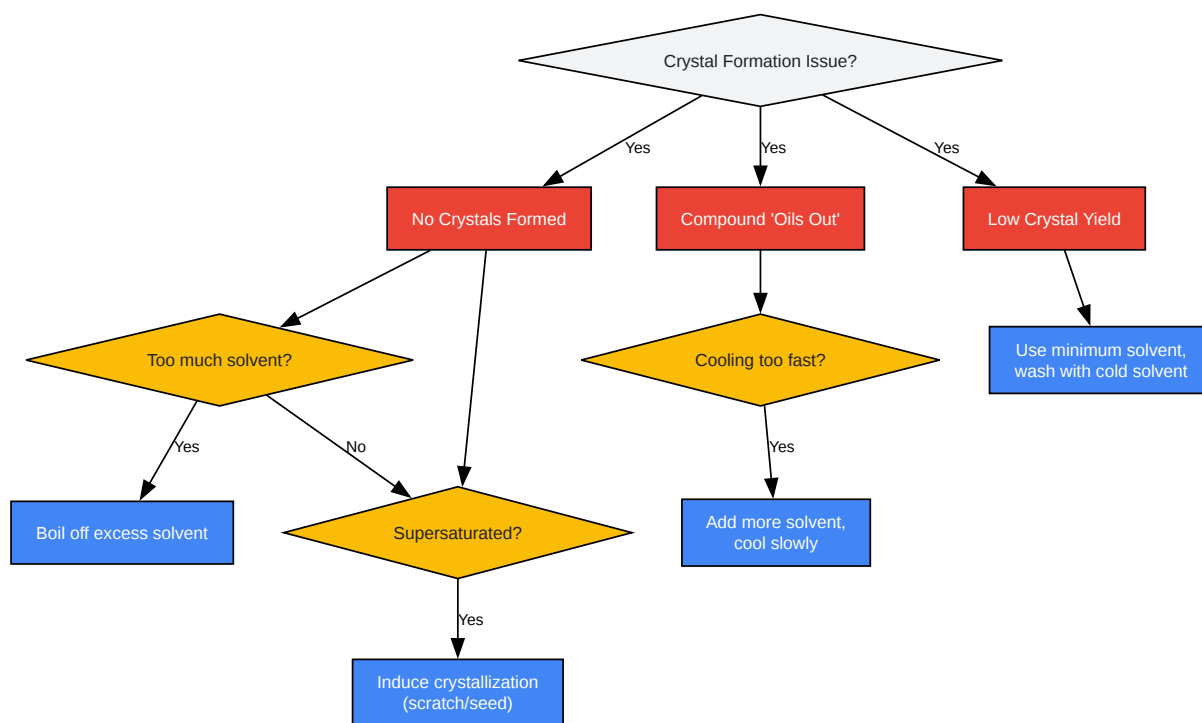 Crystal Formation Issue?
Yes
Yes
Yes
No Crystals Formed
Compound 'Oils Out'
Low Crystal Yield
Too much solvent?
Cooling too fast?
Use minimum solvent,
wash with cold solvent
Yes
No
Yes
Boil off excess solvent
Supersaturated?
Add more solvent,
cool slowly
Yes
Induce crystallization
(scratch/seed)